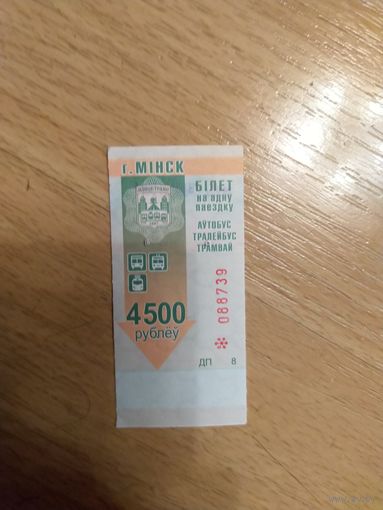 г. МІНСК
БІЛЕТ
на адну
паездку
АЎТОБУС
ТРАЛЕЙБУС
ТРАМВАЙ
4500
рублёў
088739
ДП 8